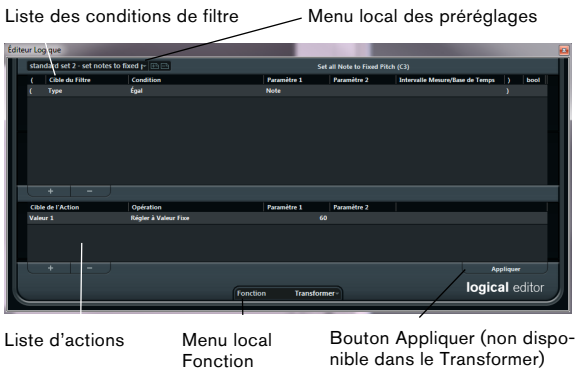 Liste des conditions de filtre
Menu local des préréglages
Éditeur Logique
standard set 2 - set notes to fixed p
Set all Note to Fixed Pitch (C3)
( Cible du Filtre Condition Paramètre 1 Paramètre 2 Intervalle Mesure/Base de Temps ) bool
( Type Égal Note )
+ −
Cible de l'Action Opération Paramètre 1 Paramètre 2
Valeur 1 Régler à Valeur Fixe 60
+ −
Appliquer
Fonction Transformer
logical editor
Liste d'actions
Menu local
Fonction
Bouton Appliquer (non dispo-
nible dans le Transformer)